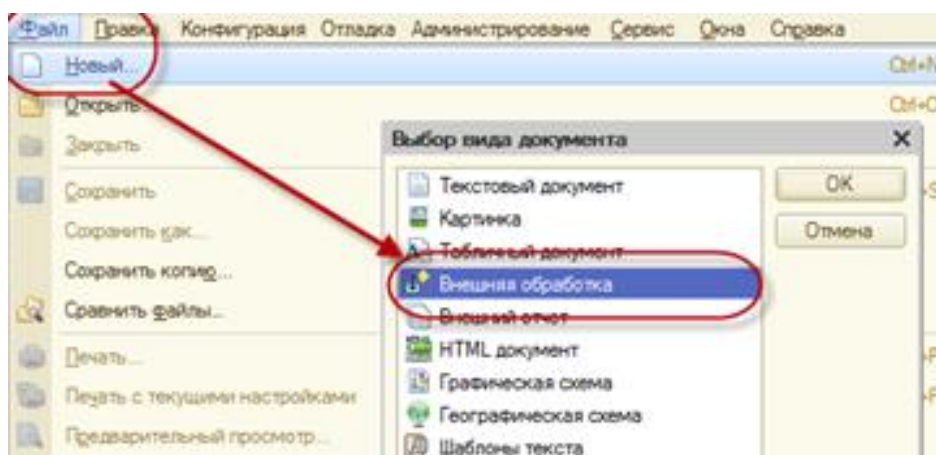 Файл Правка Конфигурация Отладка Администрирование Сервис Окна Справка
Новый... Ctrl+N
Открыть... Ctrl+O
Закрыть
Сохранить
Сохранить как...
Сохранить копию...
Сравнить файлы...
Печать...
Печать с текущими настройками
Предварительный просмотр...
Выбор вида документа
Текстовый документ
Картинка
Табличный документ
Внешняя обработка
Внешний отчет
HTML документ
Графическая схема
Географическая схема
Шаблоны текста
OK
Отмена